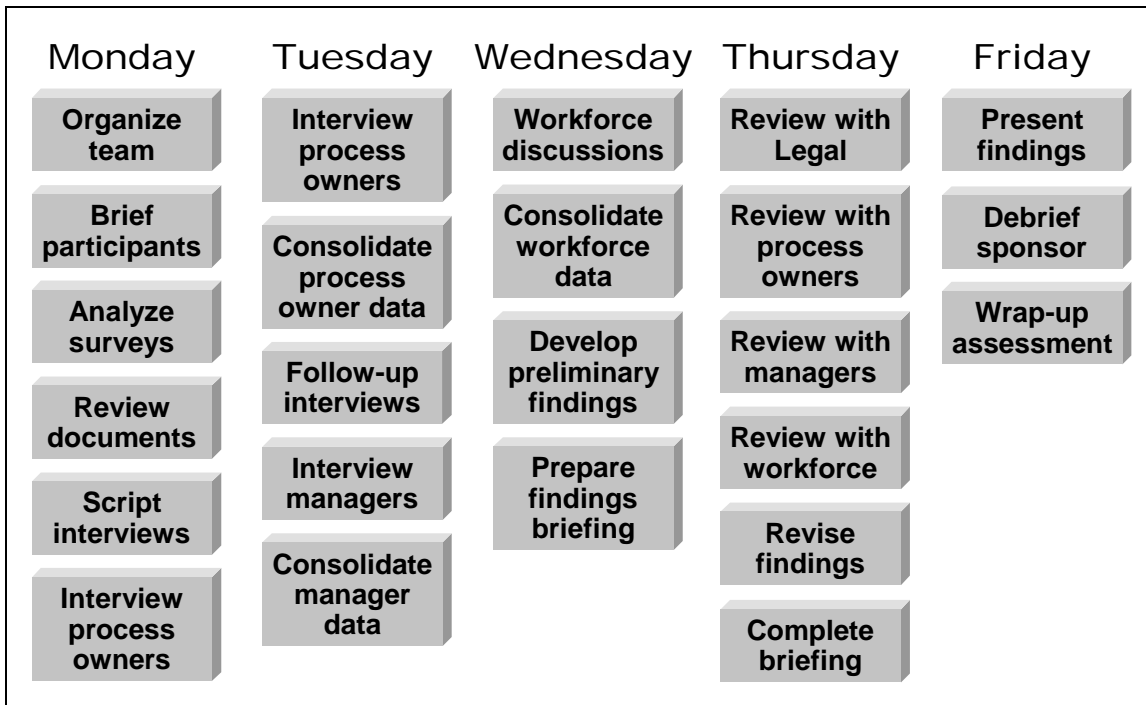 Monday
Organize
team
Brief
participants
Analyze
surveys
Review
documents
Script
interviews
Interview
process
owners
Tuesday
Interview
process
owners
Consolidate
process
owner data
Follow-up
interviews
Interview
managers
Consolidate
manager
data
Wednesday
Workforce
discussions
Consolidate
workforce
data
Develop
preliminary
findings
Prepare
findings
briefing
Thursday
Review with
Legal
Review with
process
owners
Review with
managers
Review with
workforce
Revise
findings
Complete
briefing
Friday
Present
findings
Debrief
sponsor
Wrap-up
assessment